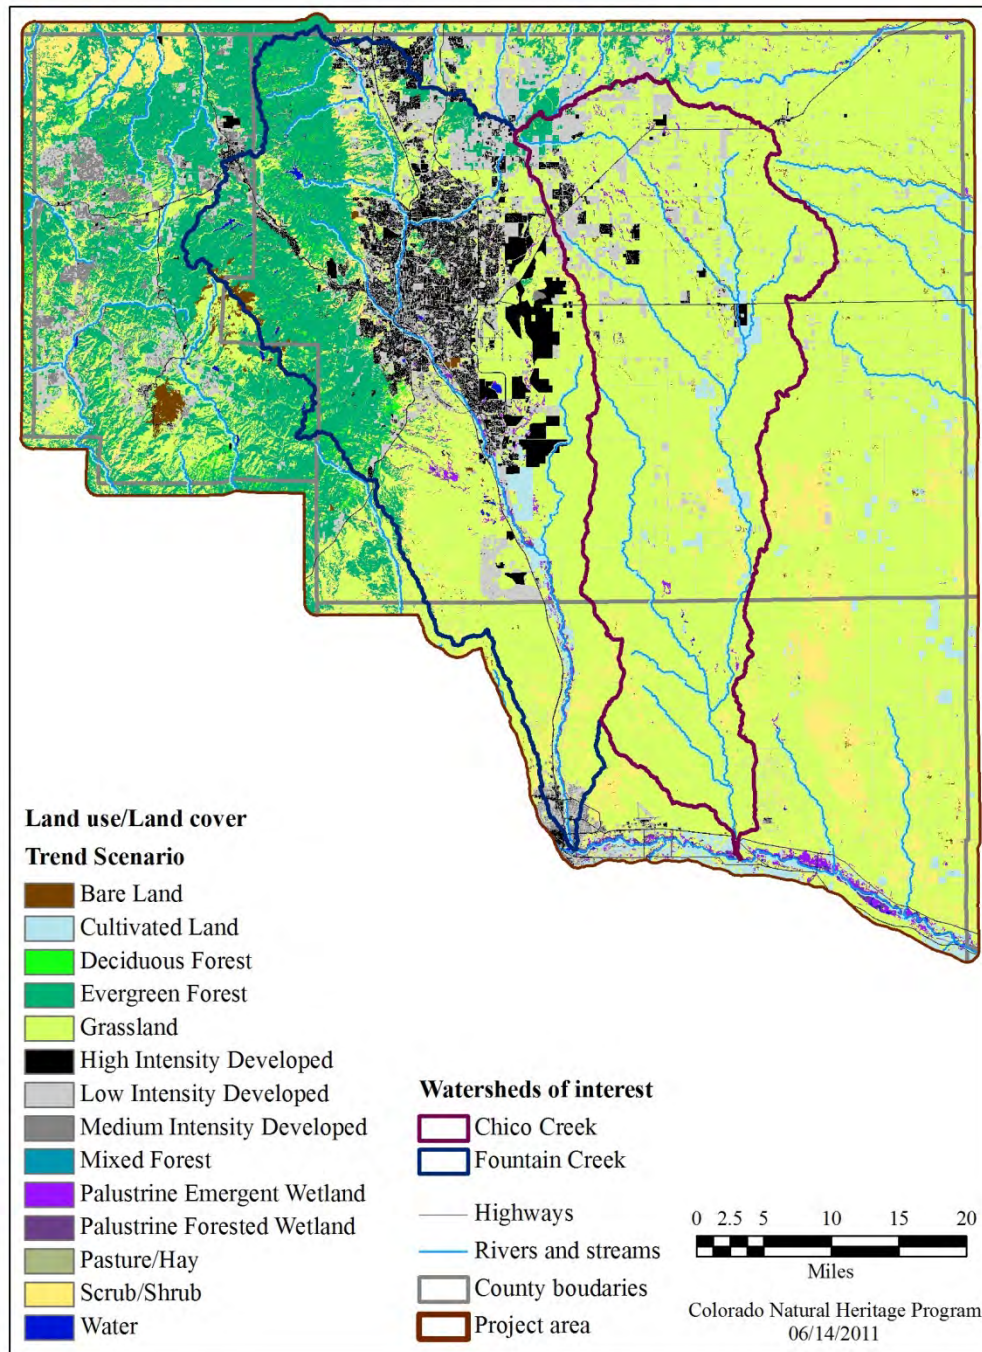 Land use/Land cover
Trend Scenario
Bare Land
Cultivated Land
Deciduous Forest
Evergreen Forest
Grassland
High Intensity Developed
Low Intensity Developed
Medium Intensity Developed
Mixed Forest
Palustrine Emergent Wetland
Palustrine Forested Wetland
Pasture/Hay
Scrub/Shrub
Water
Watersheds of interest
Chico Creek
Fountain Creek
Highways
Rivers and streams
County boudaries
Project area
0 2.5 5 10 15 20
Miles
Colorado Natural Heritage Program
06/14/2011